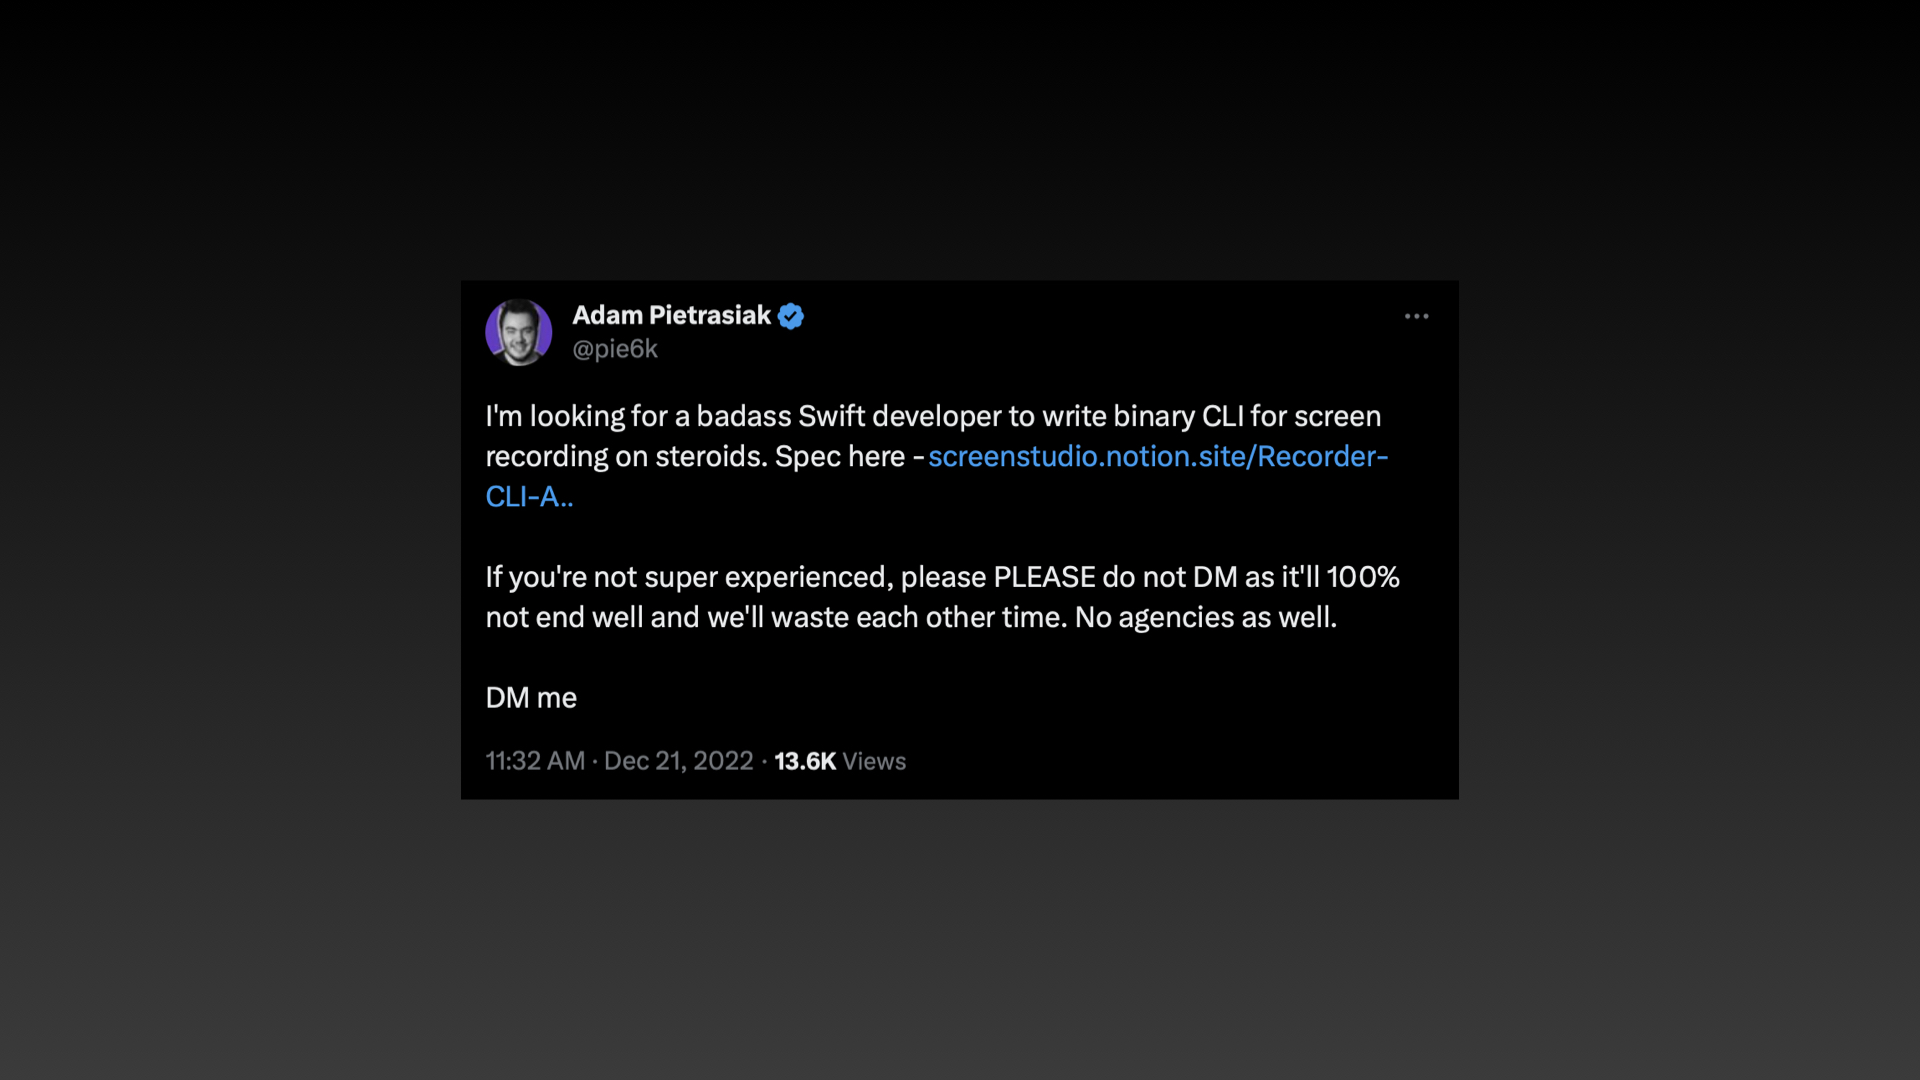 Adam Pietrasiak
@pie6k
I'm looking for a badass Swift developer to write binary CLI for screen
recording on steroids. Spec here - screenstudio.notion.site/Recorder-
CLI-A..
If you're not super experienced, please PLEASE do not DM as it'll 100%
not end well and we'll waste each other time. No agencies as well.
DM me
11:32 AM · Dec 21, 2022 · 13.6K Views